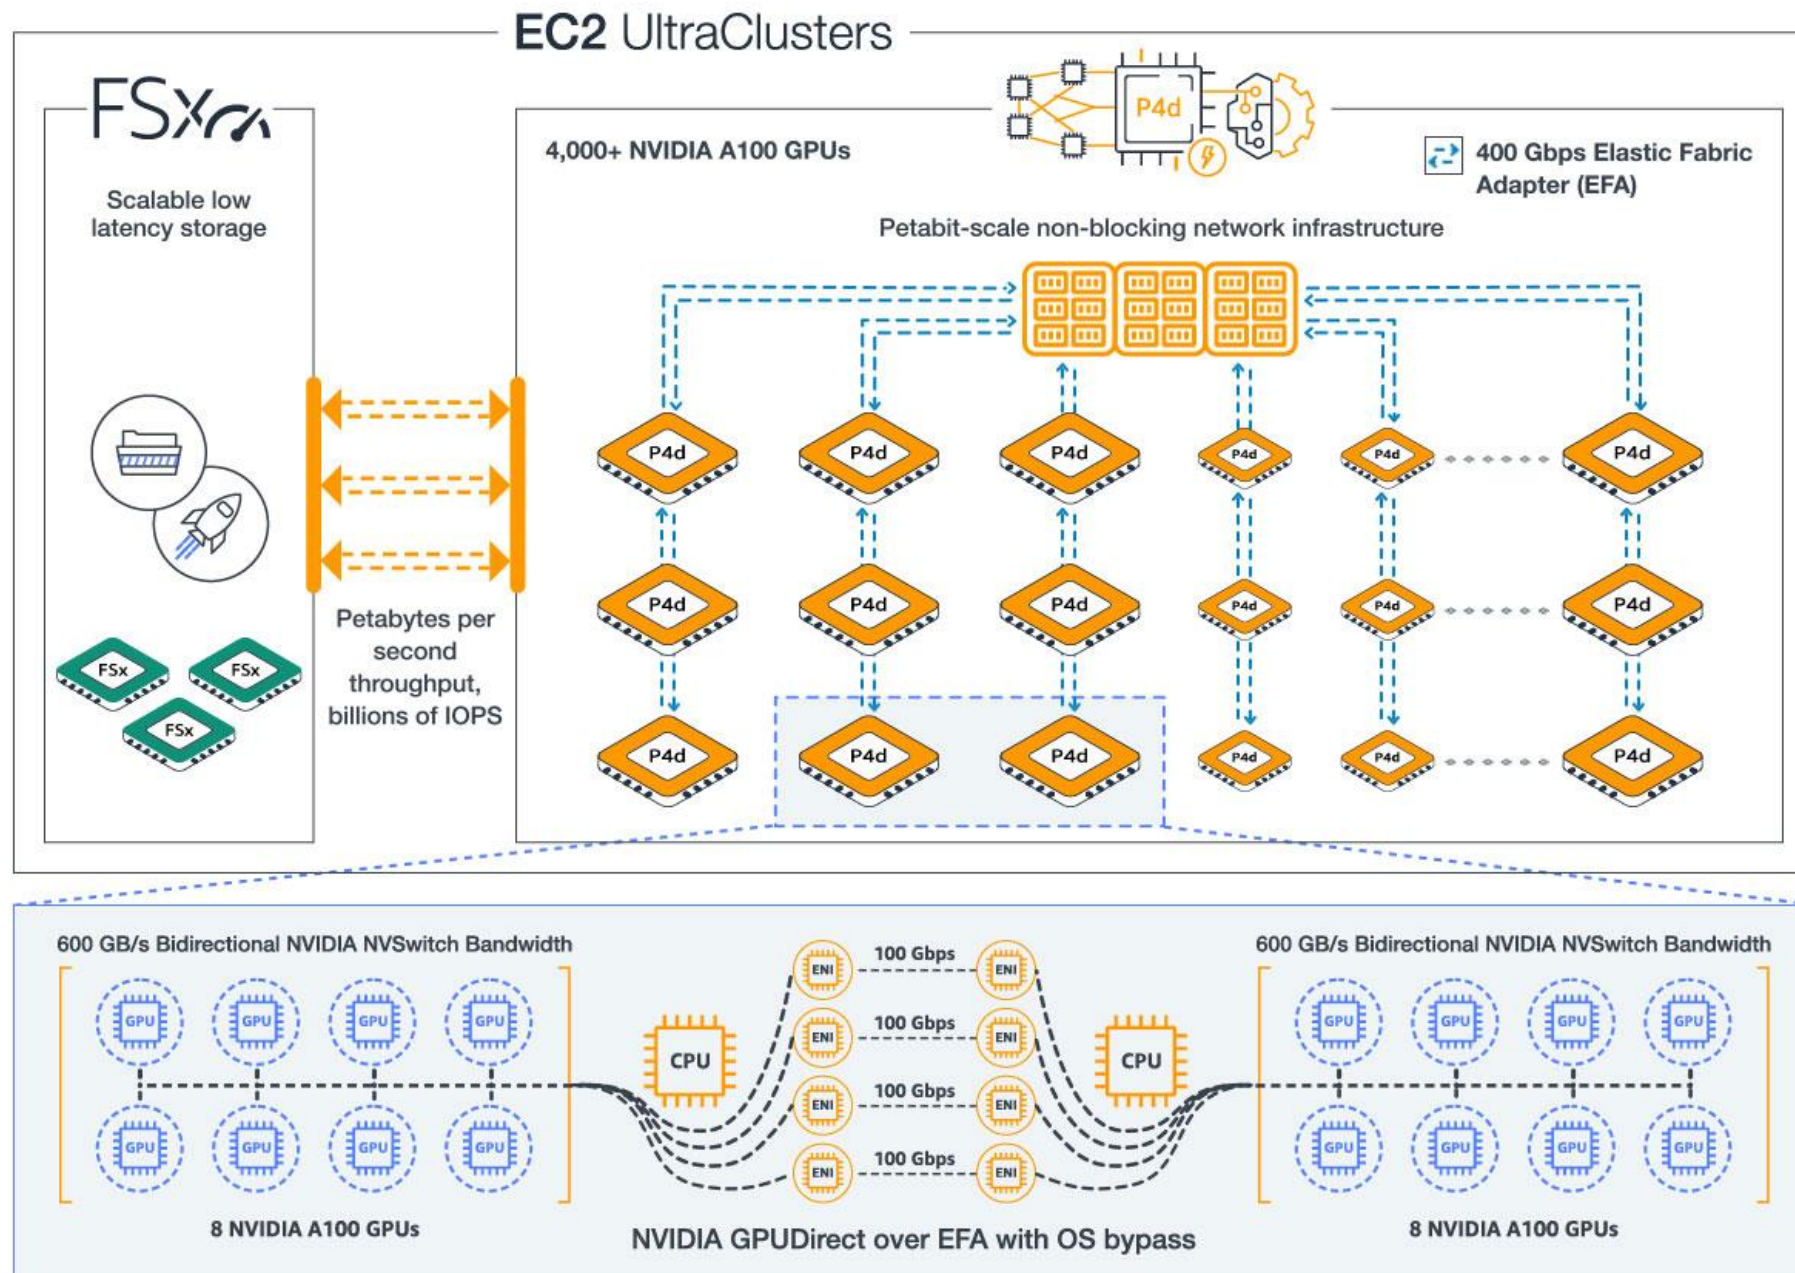 EC2 UltraClusters
FSx
Scalable low
latency storage
FSx
FSx
FSx
Petabytes per
second
throughput,
billions of IOPS
P4d
4,000+ NVIDIA A100 GPUs
400 Gbps Elastic Fabric
Adapter (EFA)
Petabit-scale non-blocking network infrastructure
P4d P4d P4d P4d P4d P4d
P4d P4d P4d P4d P4d P4d
P4d P4d P4d P4d P4d P4d
600 GB/s Bidirectional NVIDIA NVSwitch Bandwidth
GPU GPU GPU GPU
GPU GPU GPU GPU
8 NVIDIA A100 GPUs
CPU
ENI 100 Gbps ENI
ENI 100 Gbps ENI
ENI 100 Gbps ENI
ENI 100 Gbps ENI
CPU
NVIDIA GPUDirect over EFA with OS bypass
600 GB/s Bidirectional NVIDIA NVSwitch Bandwidth
GPU GPU GPU GPU
GPU GPU GPU GPU
8 NVIDIA A100 GPUs